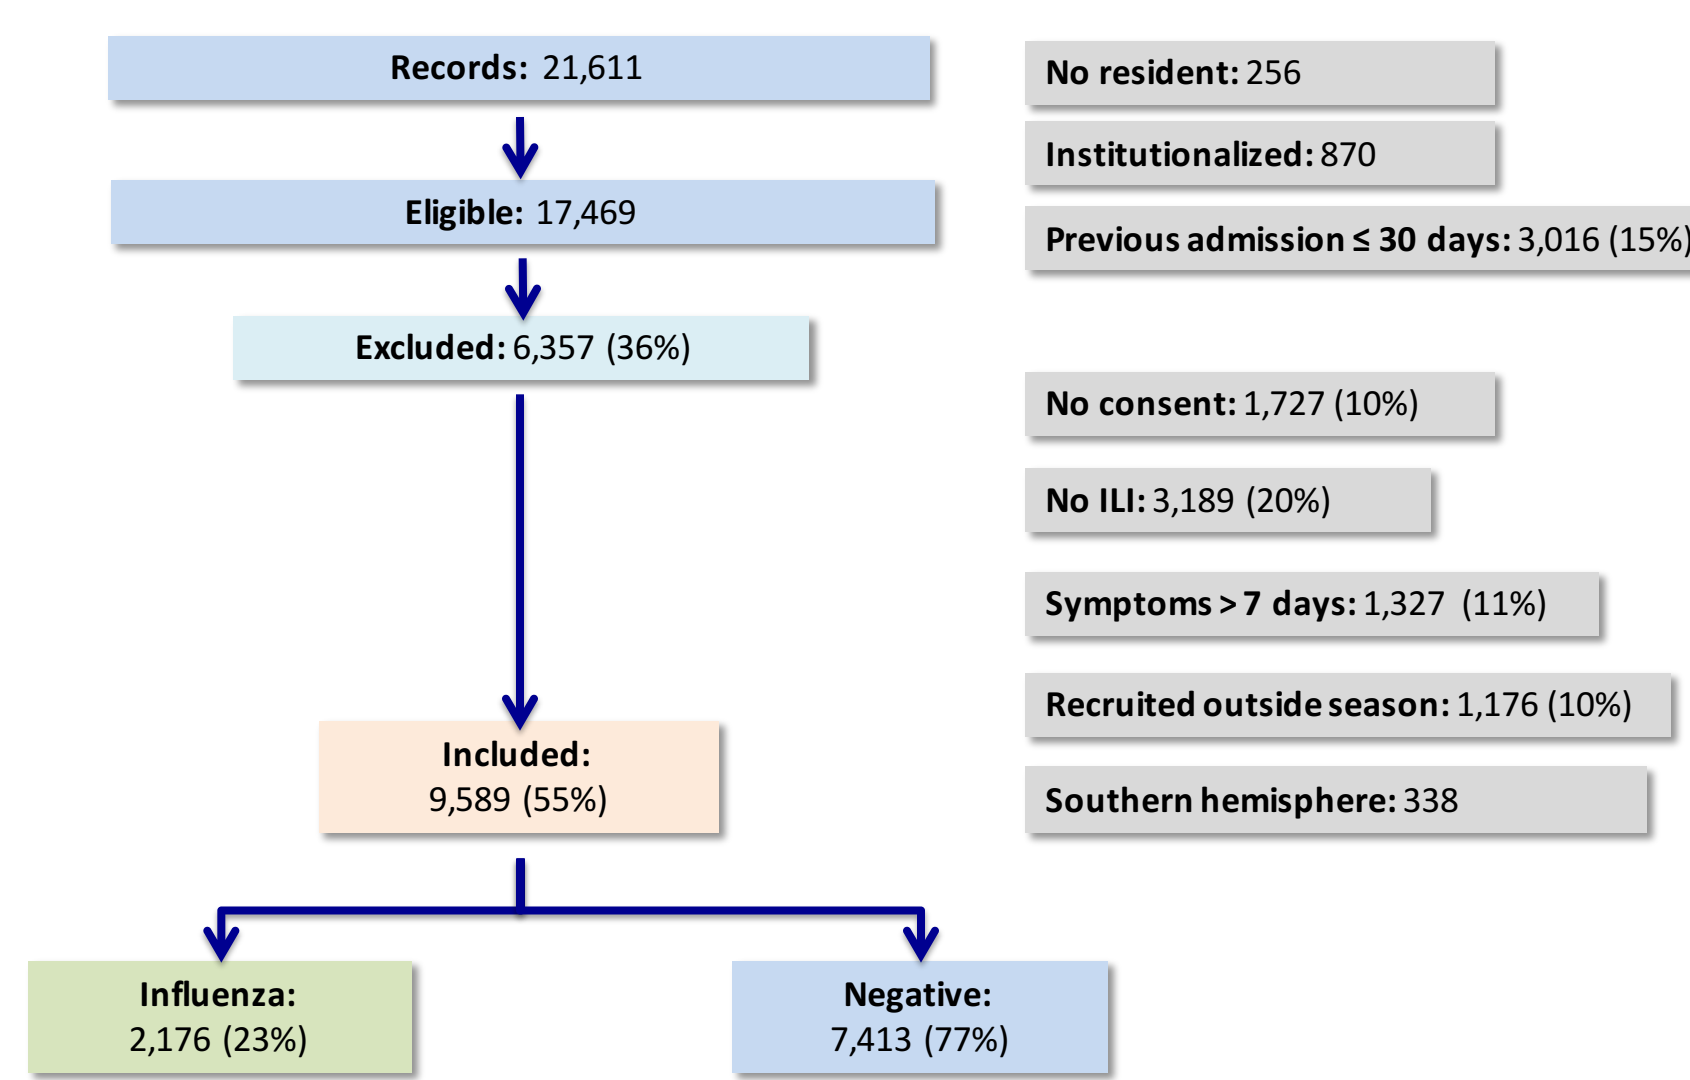 Records: 21,611
No resident: 256
Institutionalized: 870
Eligible: 17,469
Previous admission ≤ 30 days: 3,016 (15%)
Excluded: 6,357 (36%)
No consent: 1,727 (10%)
No ILI: 3,189 (20%)
Symptoms > 7 days: 1,327 (11%)
Recruited outside season: 1,176 (10%)
Included:
9,589 (55%)
Southern hemisphere: 338
Influenza:
2,176 (23%)
Negative:
7,413 (77%)